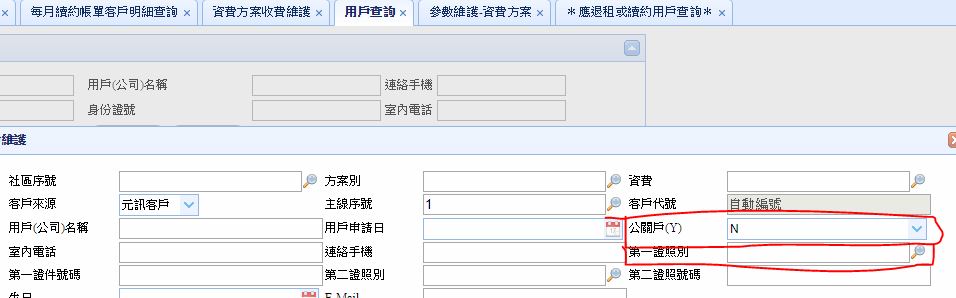 × 每月續約帳單客戶明細查詢 × 資費方案收費維護 × 用戶查詢 × 參數維護-資費方案 × ＊應退租或續約用戶查詢＊ ×
用戶(公司)名稱 連絡手機
身份證號 室內電話
維護
社區序號 方案別 資費
客戶來源 元訊客戶 主線序號 1 客戶代號 自動編號
用戶(公司)名稱 用戶申請日 公關戶(Y) N
室內電話 連絡手機 第一證照別
第一證件號碼 第二證照別 第二證照號碼
生日 E-Mail